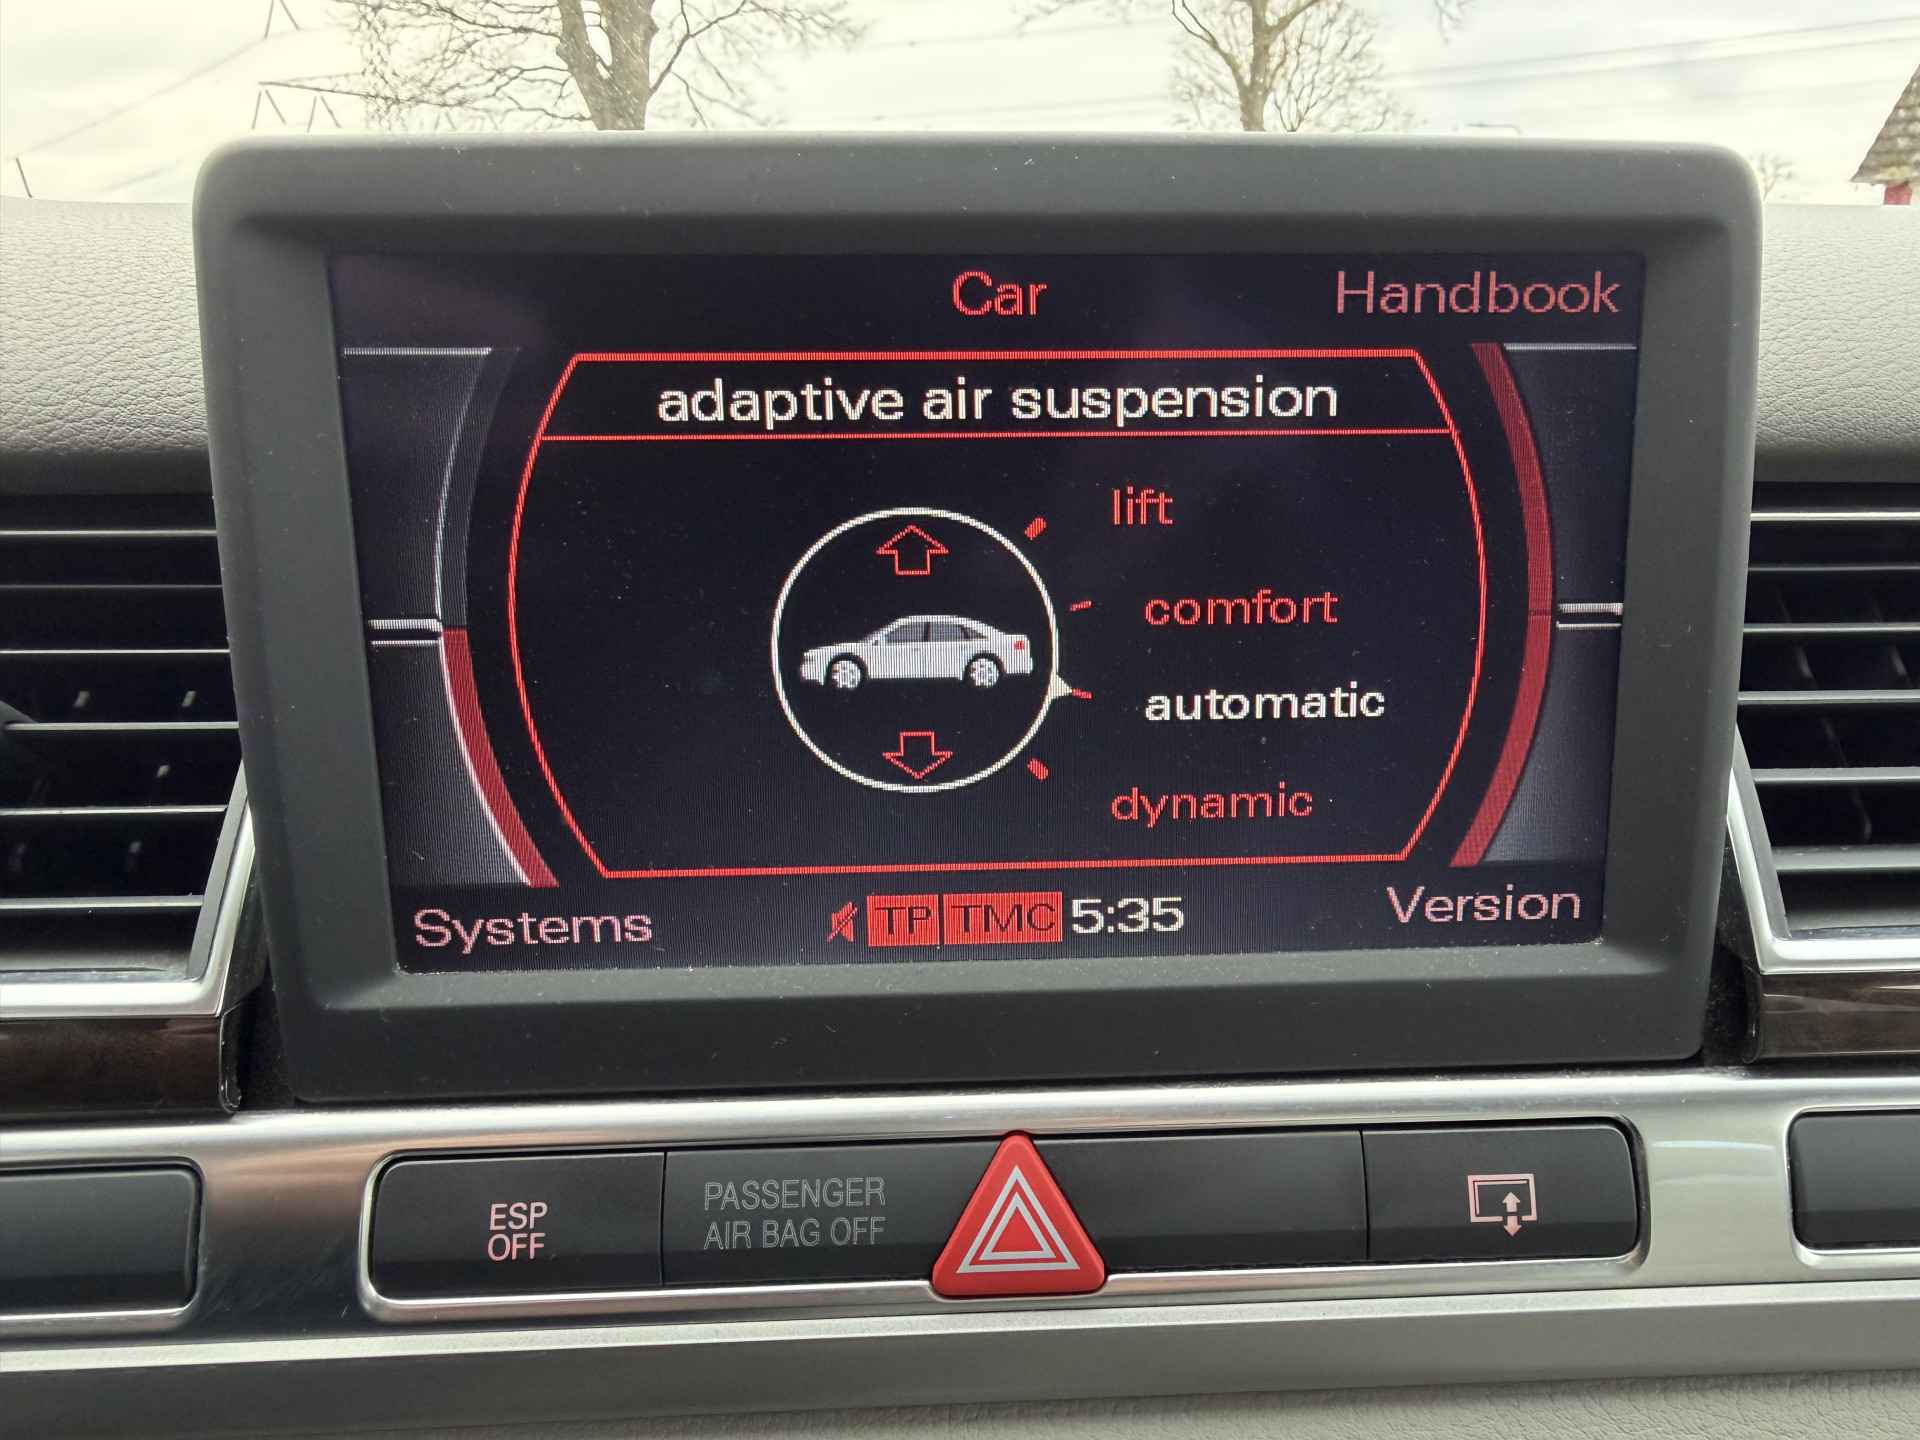 Car
Handbook
adaptive air suspension
lift
comfort
automatic
dynamic
Systems
TP TMC 5:35
Version
ESP
OFF
PASSENGER
AIR BAG OFF